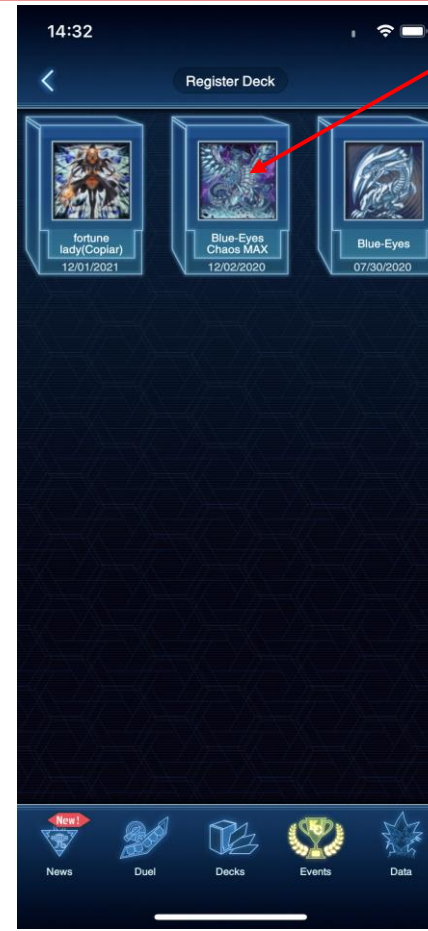 14:32
Register Deck
fortune
lady(Copiar)
12/01/2021
Blue-Eyes
Chaos MAX
12/02/2020
Blue-Eyes
07/30/2020
New!
News
Duel
Decks
Events
Data